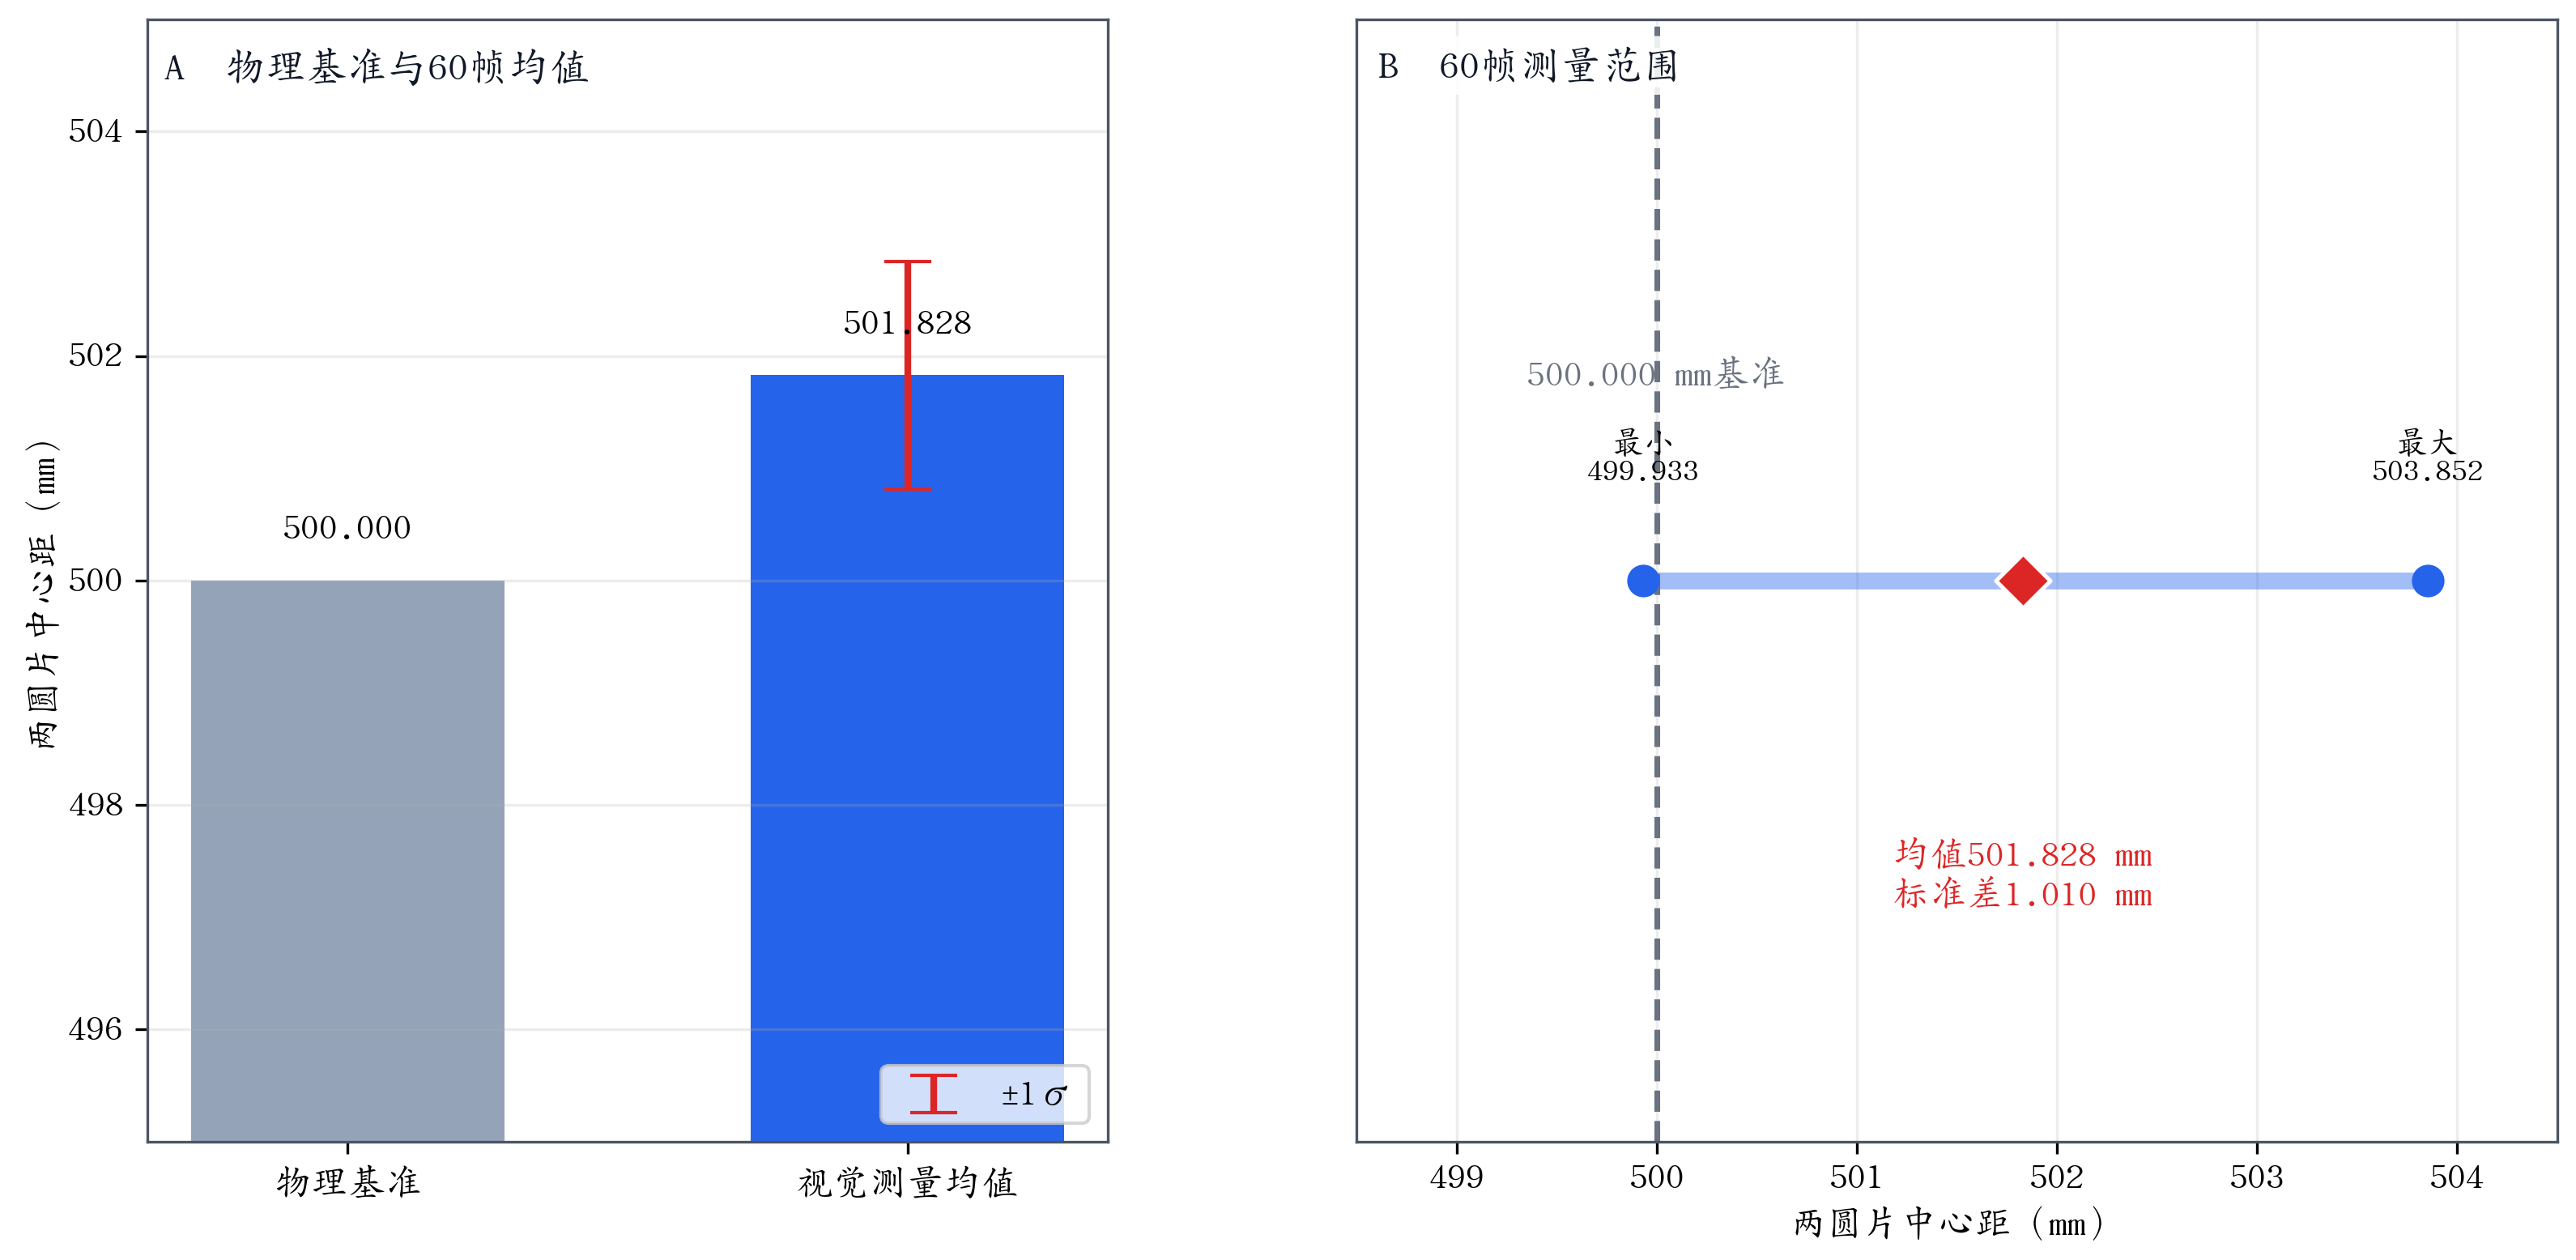 A 物理基准与60帧均值
两圆片中心距 (mm)
504
502
500
498
496
500.000
501.828
±1σ
物理基准
视觉测量均值
B 60帧测量范围
500.000 mm基准
最小
499.933
最大
503.852
均值501.828 mm
标准差1.010 mm
499
500
501
502
503
504
两圆片中心距 (mm)